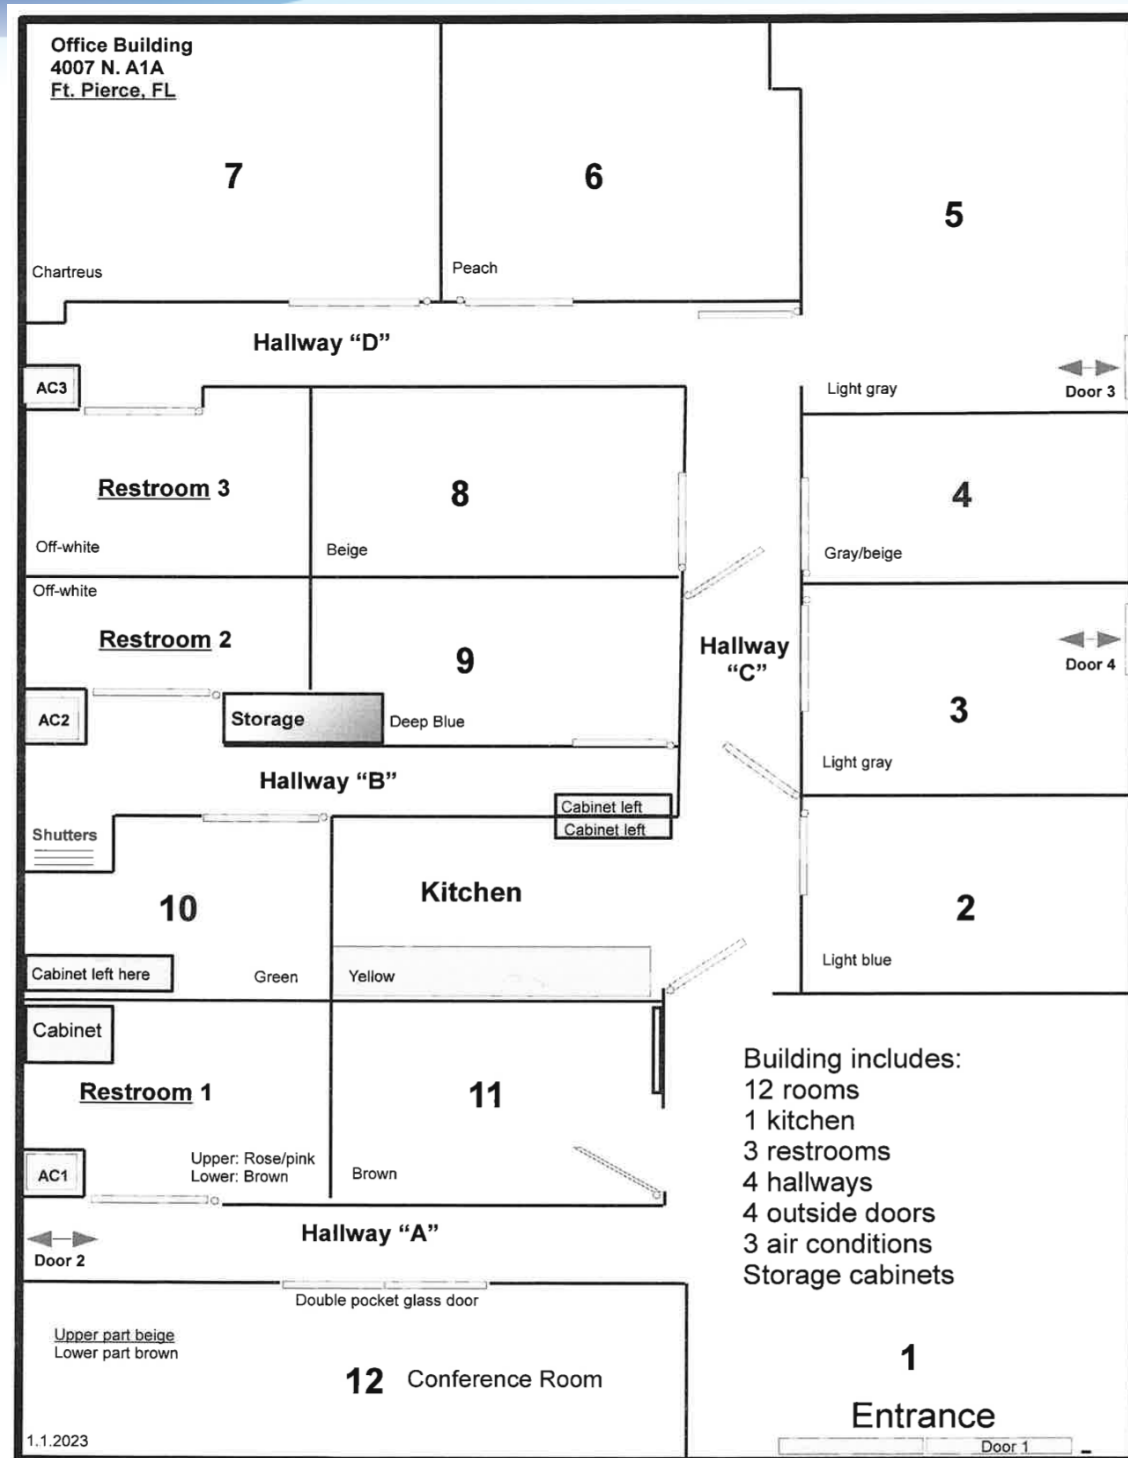 Office Building
4007 N. A1A
Ft. Pierce, FL
7
6
5
Chartreus
Peach
Hallway “D”
Light gray
Door 3
AC3
Restroom 3
8
4
Off-white
Beige
Gray/beige
Off-white
Restroom 2
9
Hallway
“C”
Door 4
AC2
Storage
Deep Blue
3
Light gray
Hallway “B”
Cabinet left
Cabinet left
Shutters
Kitchen
10
2
Cabinet left here
Green
Yellow
Light blue
Cabinet
Restroom 1
11
Building includes:
12 rooms
1 kitchen
3 restrooms
4 hallways
4 outside doors
3 air conditions
Storage cabinets
AC1
Upper: Rose/pink
Lower: Brown
Brown
Hallway “A”
Door 2
Double pocket glass door
Upper part beige
Lower part brown
12 Conference Room
1
Entrance
Door 1
1.1.2023